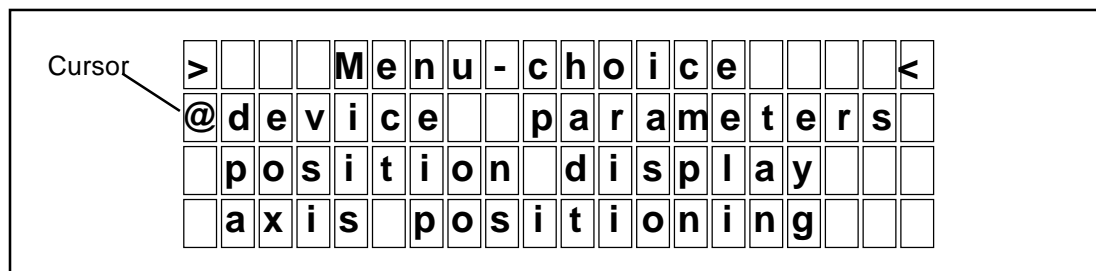 Cursor
> Menu-choice <
@device parameters
position display
axis positioning